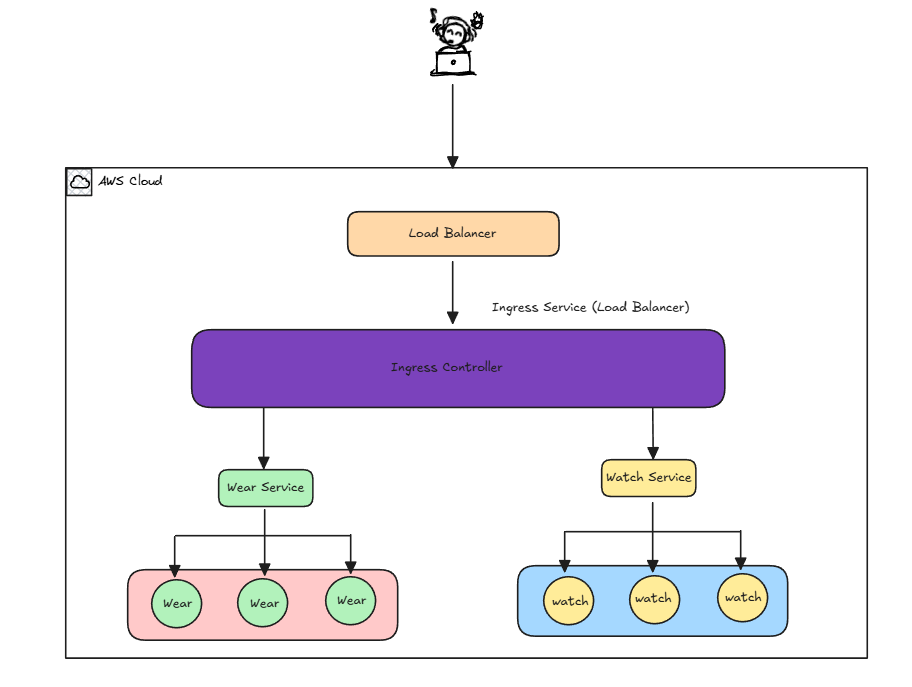 AWS Cloud
Load Balancer
Ingress Service (Load Balancer)
Ingress Controller
Wear Service
Watch Service
Wear
Wear
Wear
watch
watch
watch